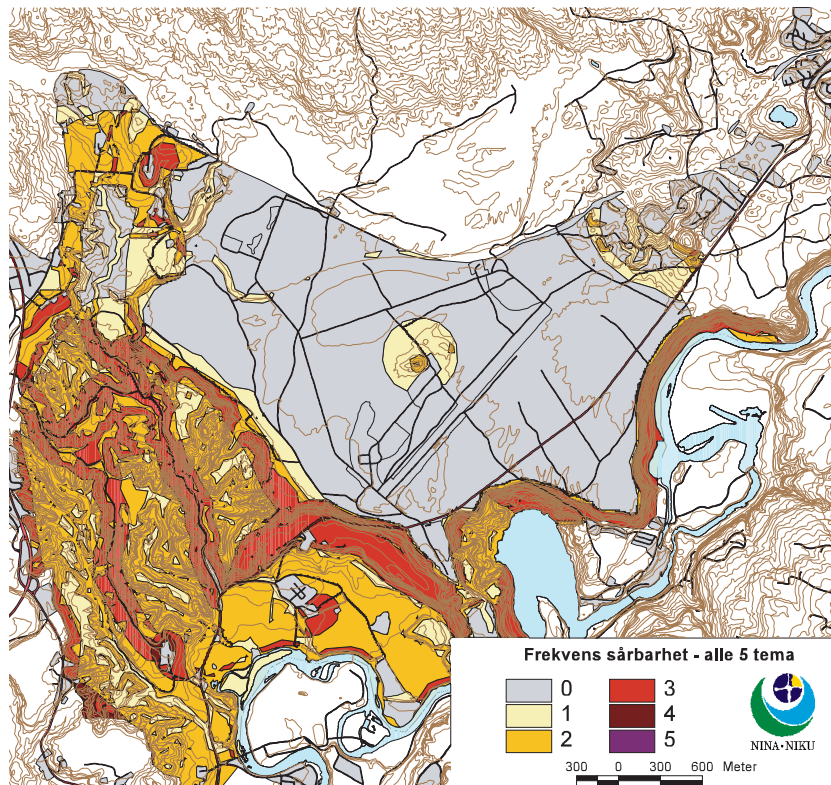 Frekvens sårbarhet - alle 5 tema
0 3
1 4
2 5
NINA•NIKU
300 0 300 600 Meter